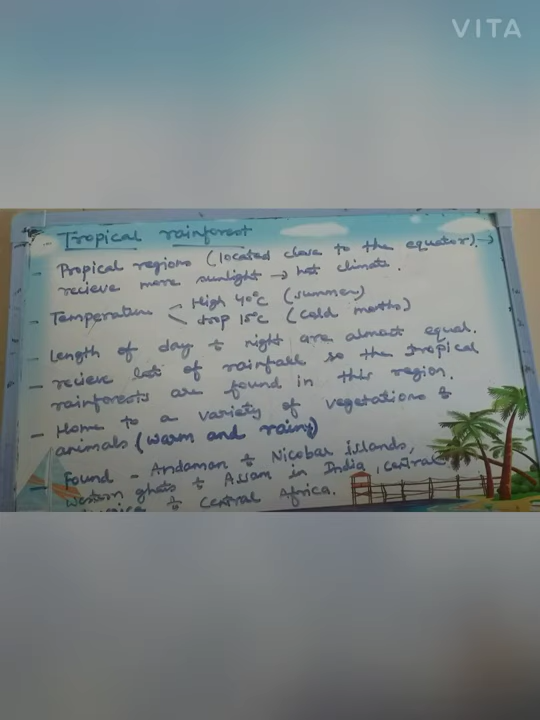 VITA
Tropical rainforest
- Propical regions (located close to the equator) →
recieve more sunlight → hot climate.
- Temperature High 40°C (summer)
drop 15°C (cold months)
- Length of day & night are almost equal.
- recieve lot of rainfall so the tropical
rainforests are found in this region.
- Home to a variety of vegetations &
animals (warm and rainy)
- Found - Andaman & Nicobar islands,
Western ghats & Assam in India, central
& Central Africa.